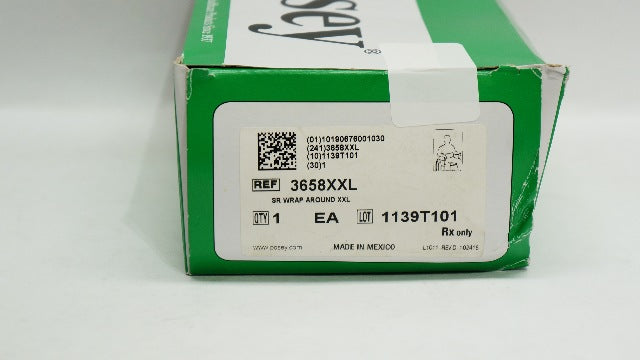 Posey®
(01)10190676001030
(241)3658XXL
(10)1139T101
(30)1
REF 3658XXL
SR WRAP AROUND XXL
QTY 1 EA LOT 1139T101
Rx only
www.posey.com MADE IN MEXICO